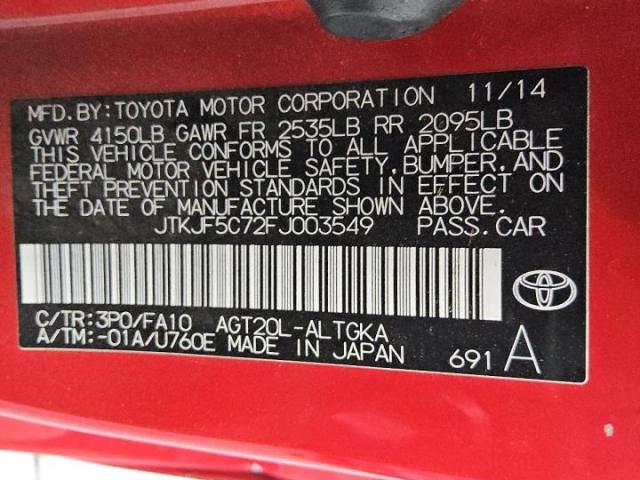 MFD. BY: TOYOTA MOTOR CORPORATION 11/14
GVWR 4150LB GAWR FR 2535LB RR 2095LB
THIS VEHICLE CONFORMS TO ALL APPLICABLE
FEDERAL MOTOR VEHICLE SAFETY, BUMPER, AND
THEFT PREVENTION STANDARDS IN EFFECT ON
THE DATE OF MANUFACTURE SHOWN ABOVE.
JTKJF5C72FJ003549 PASS. CAR
C/TR: 3P0/FA10 AGT20L-ALTGKA
A/TM: -01A/U760E MADE IN JAPAN
691 A
TOYOTA